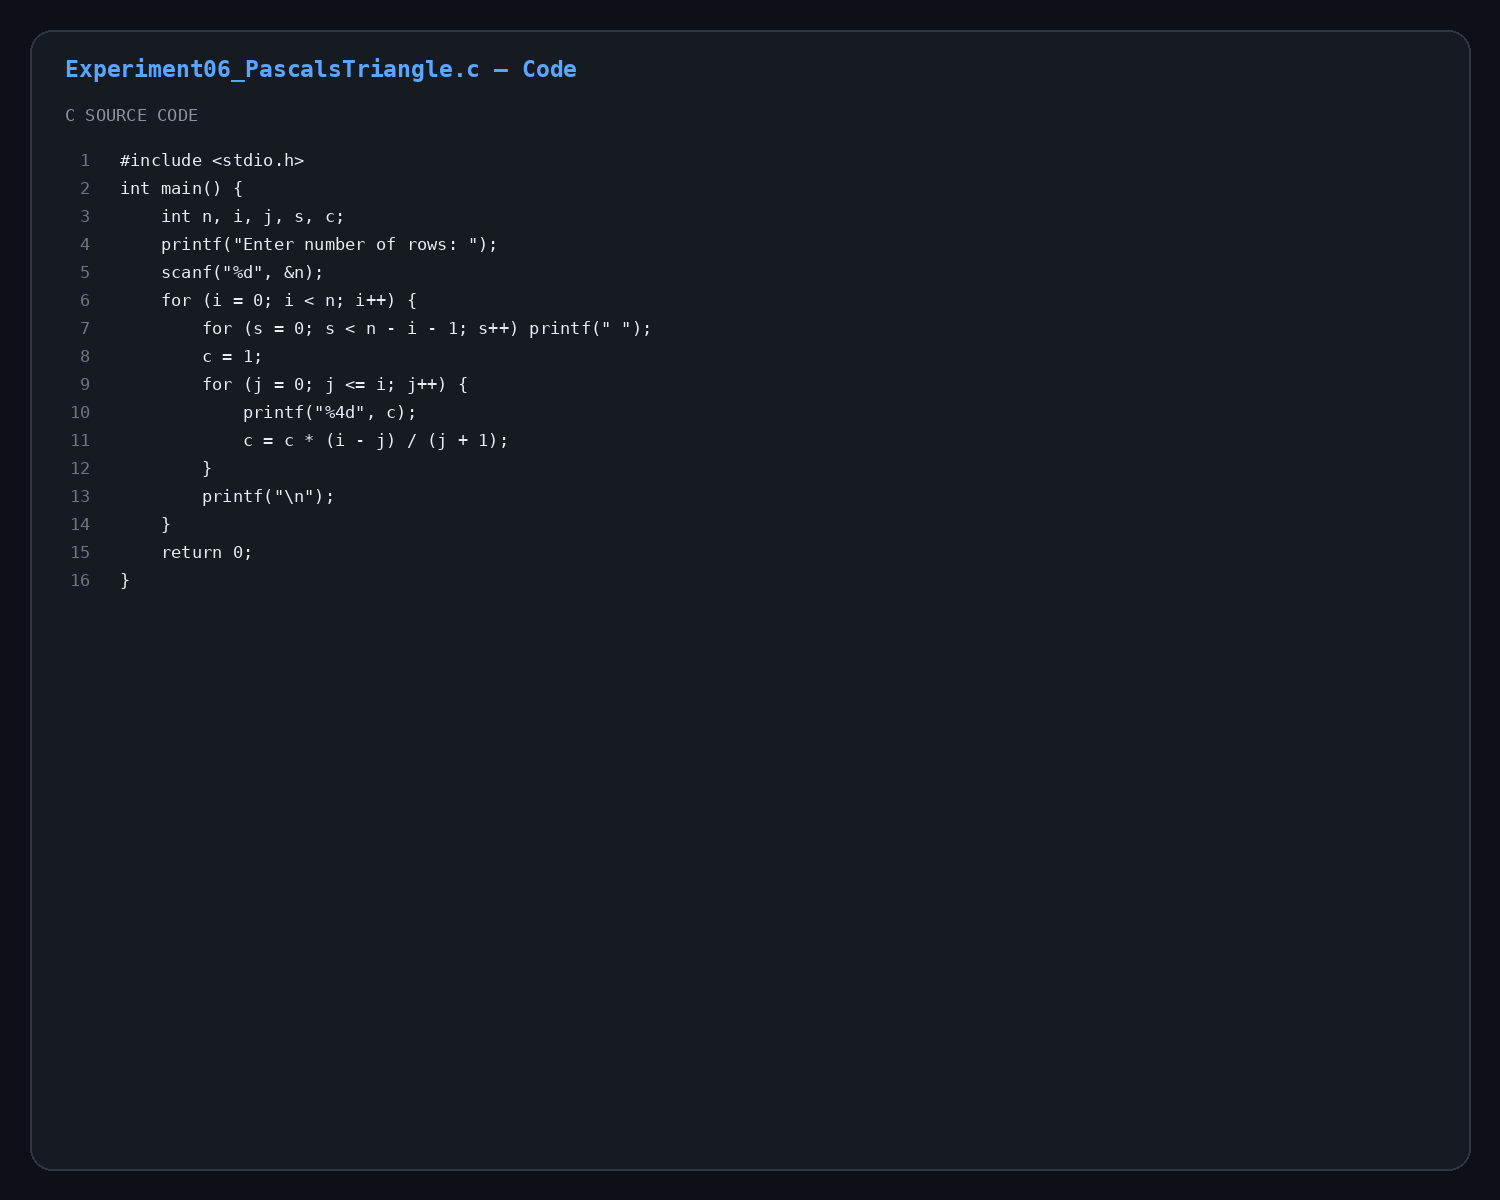 Experiment06_PascalsTriangle.c — Code
C SOURCE CODE
1 #include <stdio.h>
2 int main() {
3     int n, i, j, s, c;
4     printf("Enter number of rows: ");
5     scanf("%d", &n);
6     for (i = 0; i < n; i++) {
7         for (s = 0; s < n - i - 1; s++) printf(" ");
8         c = 1;
9         for (j = 0; j <= i; j++) {
10             printf("%4d", c);
11             c = c * (i - j) / (j + 1);
12         }
13         printf("\n");
14     }
15     return 0;
16 }